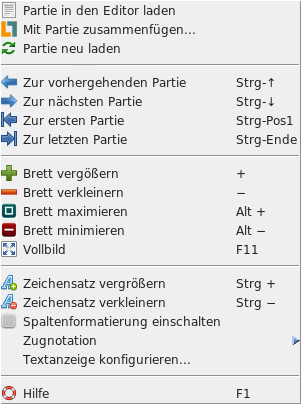 Partie in den Editor laden
Mit Partie zusammenfügen...
Partie neu laden
Zur vorhergehenden Partie Strg-↑
Zur nächsten Partie Strg-↓
Zur ersten Partie Strg-Pos1
Zur letzten Partie Strg-Ende
Brett vergößern +
Brett verkleinern −
Brett maximieren Alt +
Brett minimieren Alt −
Vollbild F11
Zeichensatz vergrößern Strg +
Zeichensatz verkleinern Strg −
Spaltenformatierung einschalten
Zugnotation
Textanzeige konfigurieren...
Hilfe F1